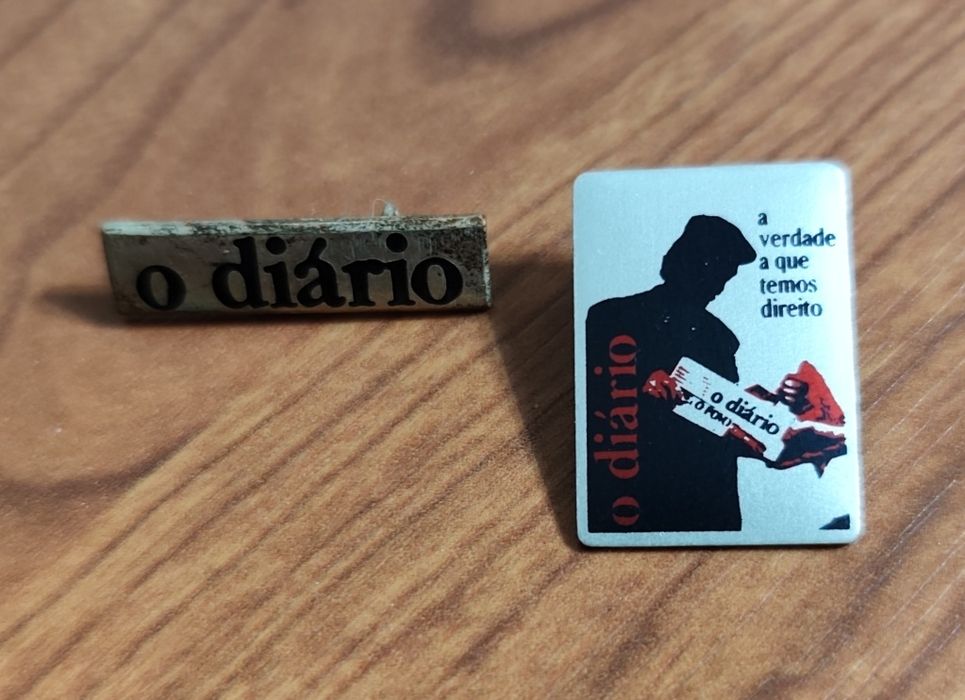 o diário
a
verdade
a que
temos
direito
o diário
o diário